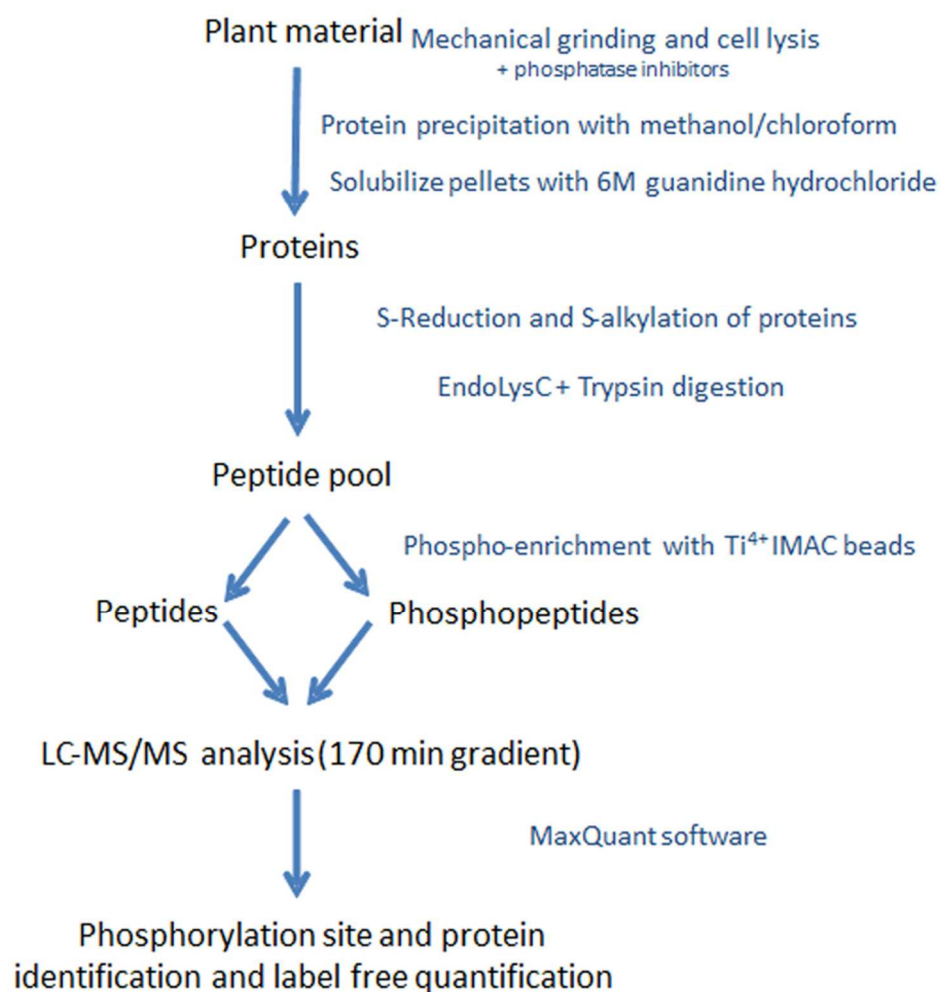 Plant material
Mechanical grinding and cell lysis
+ phosphatase inhibitors
Protein precipitation with methanol/chloroform
Solubilize pellets with 6M guanidine hydrochloride
Proteins
S-Reduction and S-alkylation of proteins
EndoLysC + Trypsin digestion
Peptide pool
Phospho-enrichment with Ti⁴⁺ IMAC beads
Peptides
Phosphopeptides
LC-MS/MS analysis (170 min gradient)
MaxQuant software
Phosphorylation site and protein
identification and label free quantification